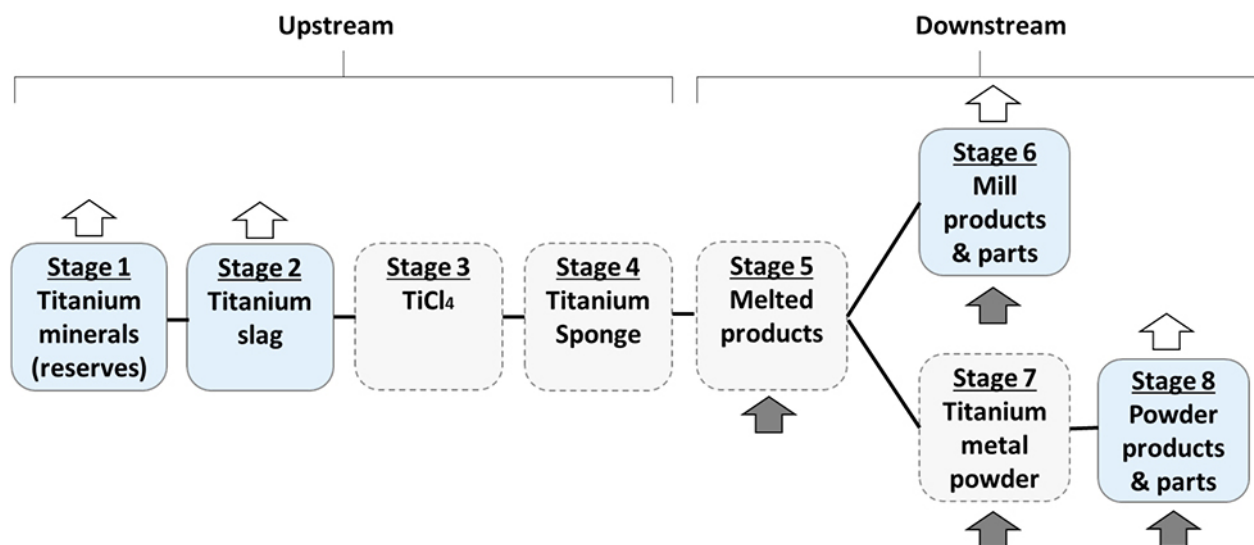 Upstream
Downstream
Stage 1
Titanium
minerals
(reserves)
Stage 2
Titanium
slag
Stage 3
TiCl₄
Stage 4
Titanium
Sponge
Stage 5
Melted
products
Stage 6
Mill
products
& parts
Stage 7
Titanium
metal
powder
Stage 8
Powder
products
& parts